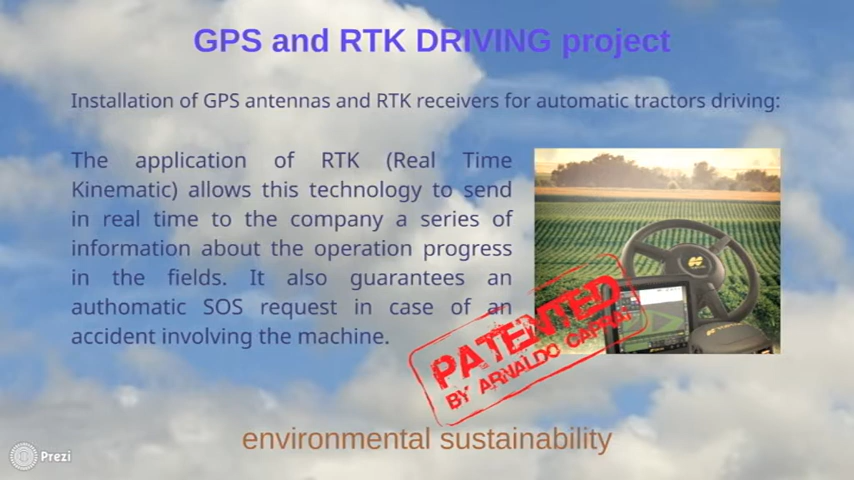 GPS and RTK DRIVING project
Installation of GPS antennas and RTK receivers for automatic tractors driving:
The application of RTK (Real Time
Kinematic) allows this technology to send
in real time to the company a series of
information about the operation progress
in the fields. It also guarantees an
authomatic SOS request in case of an
accident involving the machine.
PATENTED
BY ARNALDO CAPRAI
environmental sustainability
Prezi